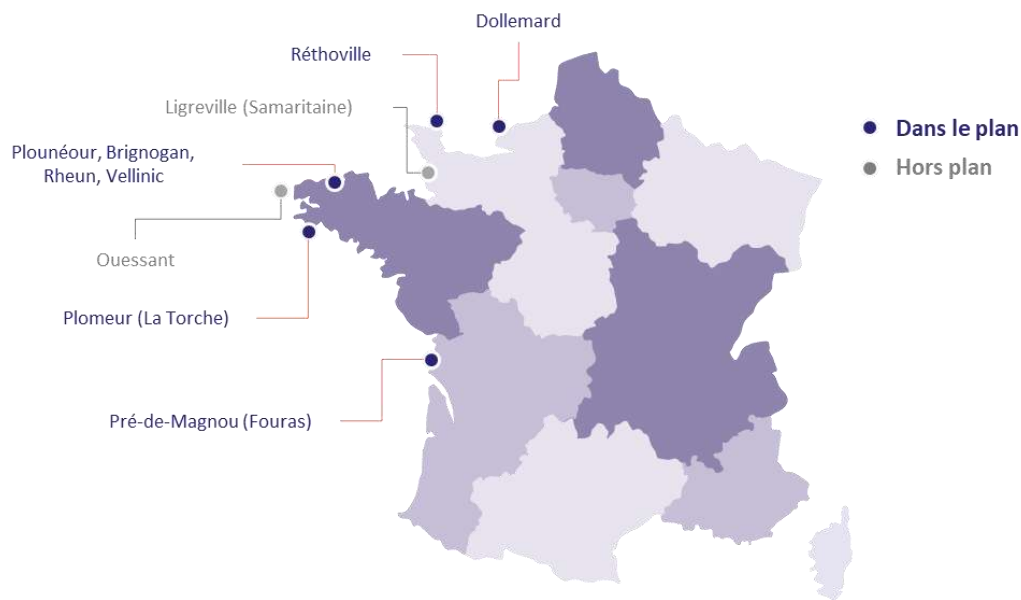 Dollemard
Réthoville
Ligreville (Samaritaine)
Plounéour, Brignogan,
Rheun, Vellinic
Ouessant
Plomeur (La Torche)
Pré-de-Magnou (Fouras)
Dans le plan
Hors plan